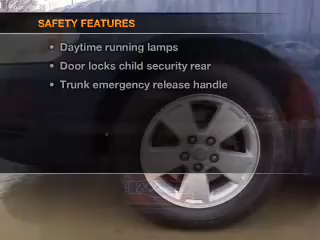 SAFETY FEATURES
• Daytime running lamps
• Door locks child security rear
• Trunk emergency release handle